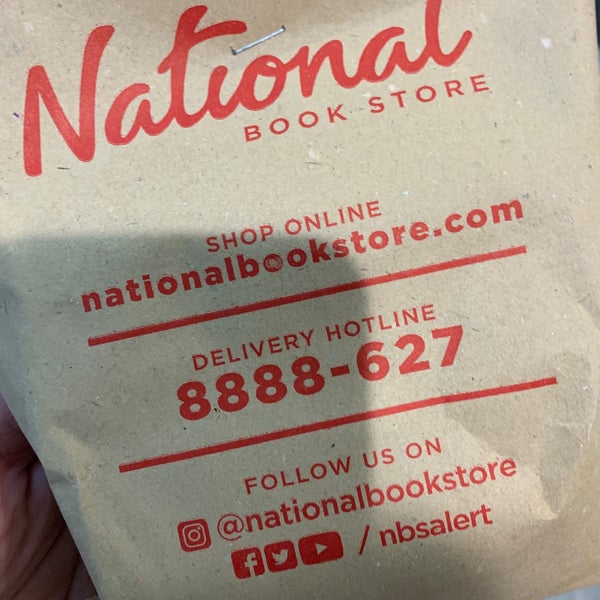 National
BOOK STORE
SHOP ONLINE
nationalbookstore.com
DELIVERY HOTLINE
8888-627
FOLLOW US ON
@nationalbookstore
/ nbsalert